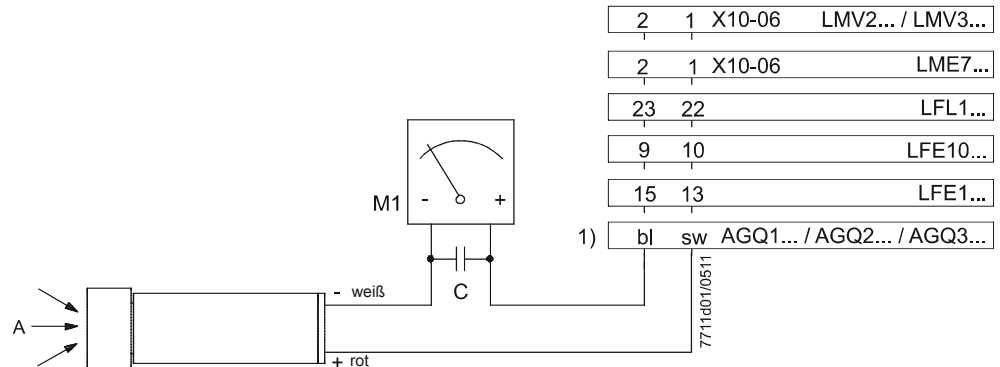 2 1 X10-06 LMV2... / LMV3...
2 1 X10-06 LME7...
23 22 LFL1...
9 10 LFE10...
15 13 LFE1...
1) bl sw AGQ1... / AGQ2... / AGQ3...
M1 - +
C
7711d01/0511
- weiß
A
+ rot